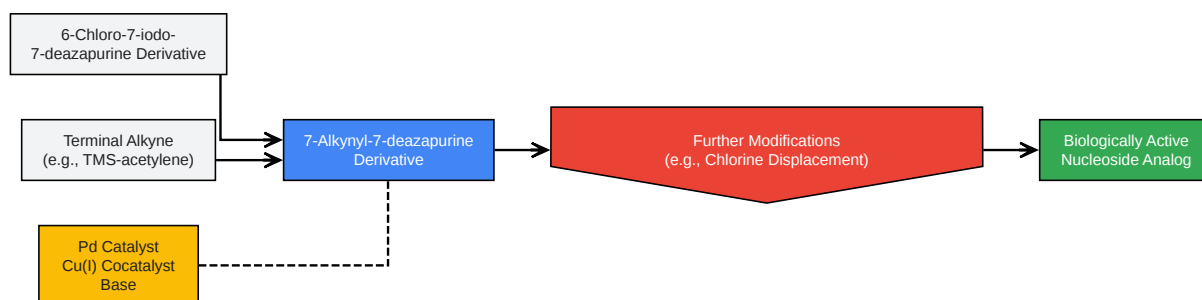 6-Chloro-7-iodo-
7-deazapurine Derivative
Terminal Alkyne
(e.g., TMS-acetylene)
7-Alkynyl-7-deazapurine
Derivative
Further Modifications
(e.g., Chlorine Displacement)
Biologically Active
Nucleoside Analog
Pd Catalyst
Cu(I) Cocatalyst
Base